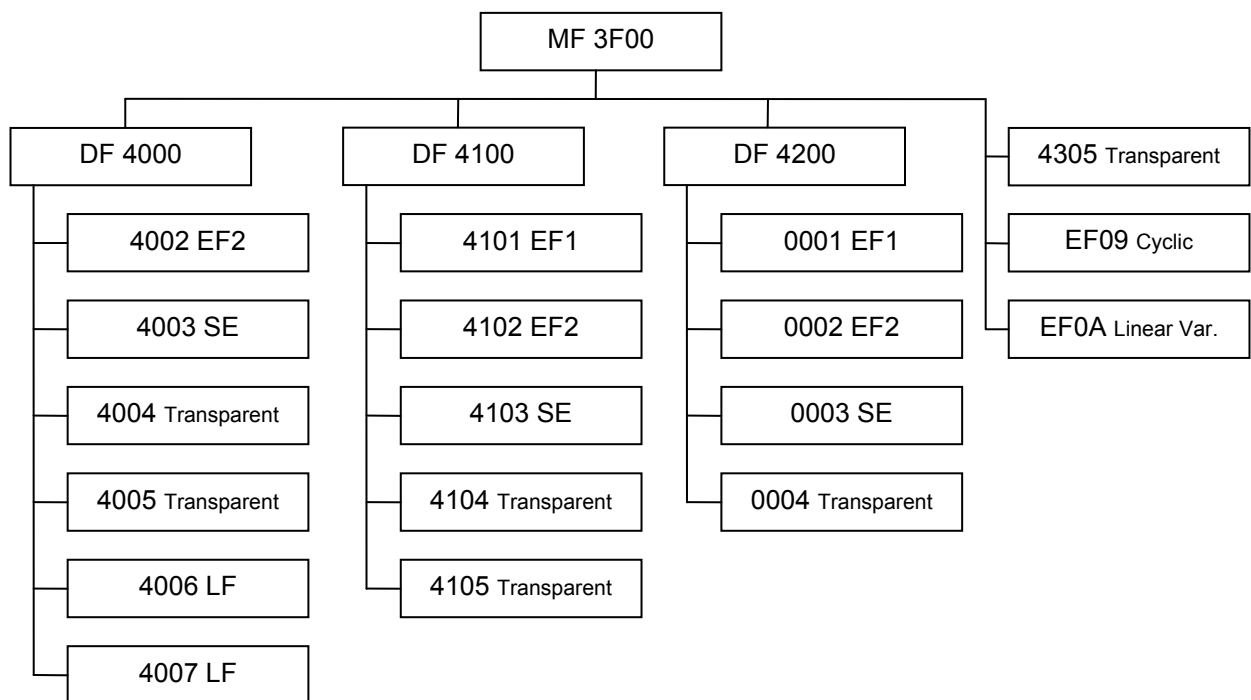 MF 3F00
DF 4000
DF 4100
DF 4200
4305 Transparent
4002 EF2
4101 EF1
0001 EF1
EF09 Cyclic
4003 SE
4102 EF2
0002 EF2
EF0A Linear Var.
4004 Transparent
4103 SE
0003 SE
4005 Transparent
4104 Transparent
0004 Transparent
4006 LF
4105 Transparent
4007 LF